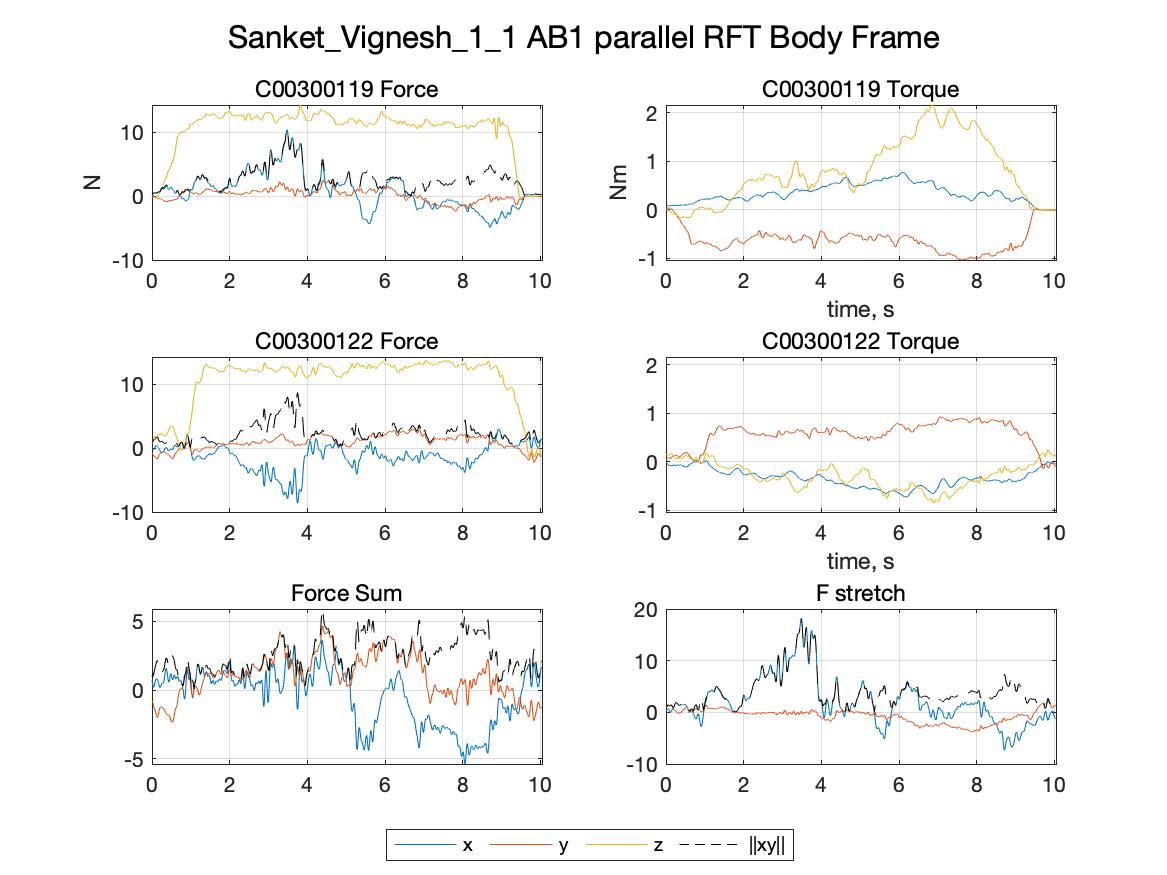 Sanket_Vignesh_1_1 AB1 parallel RFT Body Frame
C00300119 Force
N
10
0
-10
0 2 4 6 8 10
C00300119 Torque
Nm
2
1
0
-1
0 2 4 6 8 10
time, s
C00300122 Force
10
0
-10
0 2 4 6 8 10
C00300122 Torque
2
1
0
-1
0 2 4 6 8 10
time, s
Force Sum
5
0
-5
0 2 4 6 8 10
F stretch
20
10
0
-10
0 2 4 6 8 10
x y z ||xy||